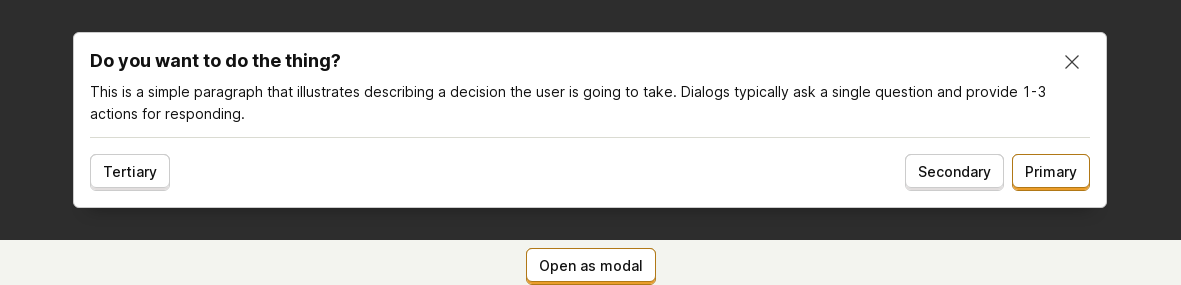 Do you want to do the thing?
This is a simple paragraph that illustrates describing a decision the user is going to take. Dialogs typically ask a single question and provide 1-3
actions for responding.
Tertiary
Secondary
Primary
Open as modal